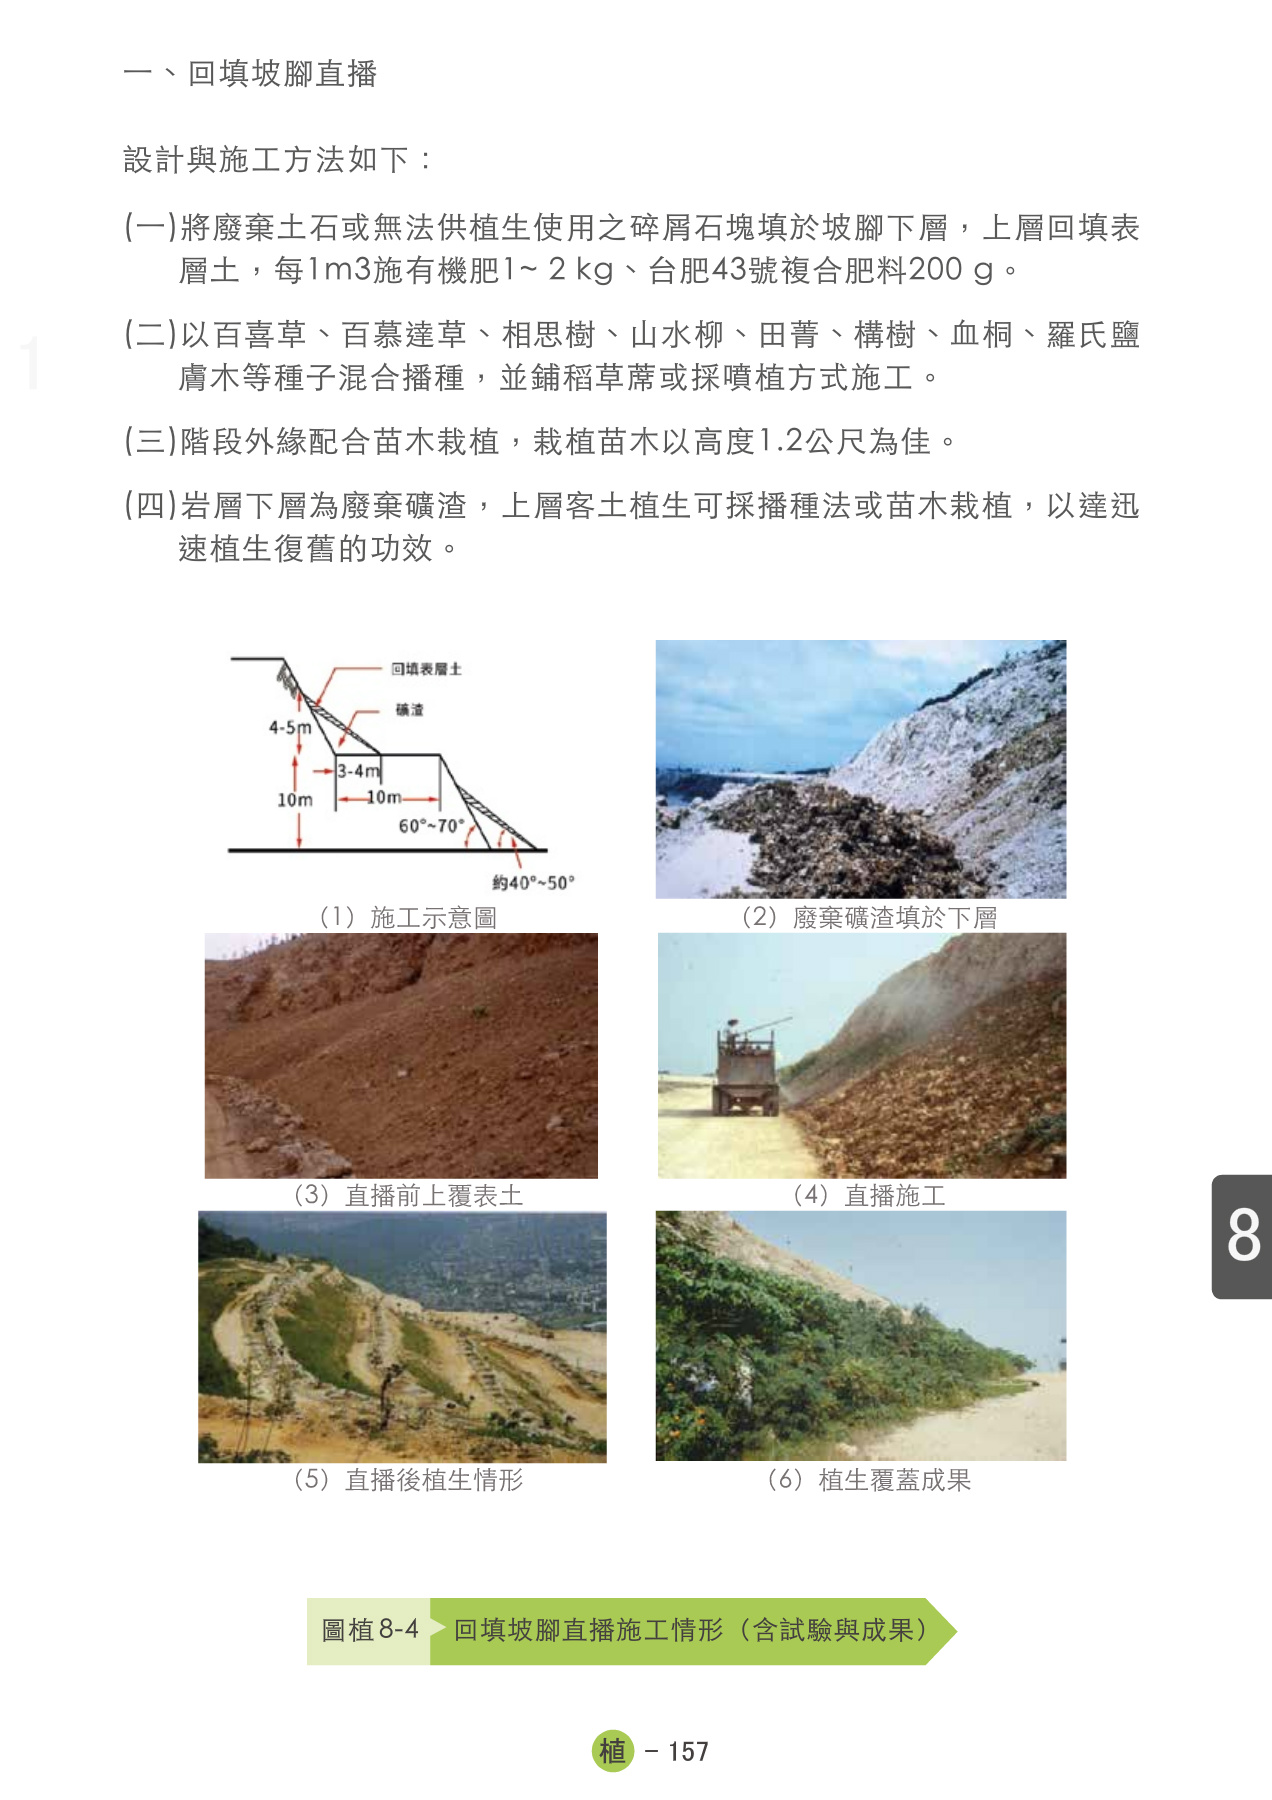 一、回填坡腳直播
設計與施工方法如下：
(一)將廢棄土石或無法供植生使用之碎屑石塊填於坡腳下層，上層回填表
層土，每1m3施有機肥1~ 2 kg、台肥43號複合肥料200 g。
(二)以百喜草、百慕達草、相思樹、山水柳、田菁、構樹、血桐、羅氏鹽
膚木等種子混合播種，並鋪稻草蓆或採噴植方式施工。
(三)階段外緣配合苗木栽植，栽植苗木以高度1.2公尺為佳。
(四)岩層下層為廢棄礦渣，上層客土植生可採播種法或苗木栽植，以達迅
速植生復舊的功效。
1
回填表層土
礦渣
4-5m
3-4m
10m
10m
60°~70°
約40°~50°
（1）施工示意圖
（2）廢棄礦渣填於下層
（3）直播前上覆表土
（4）直播施工
8
（5）直播後植生情形
（6）植生覆蓋成果
圖植8-4 回填坡腳直播施工情形（含試驗與成果）
植 - 157